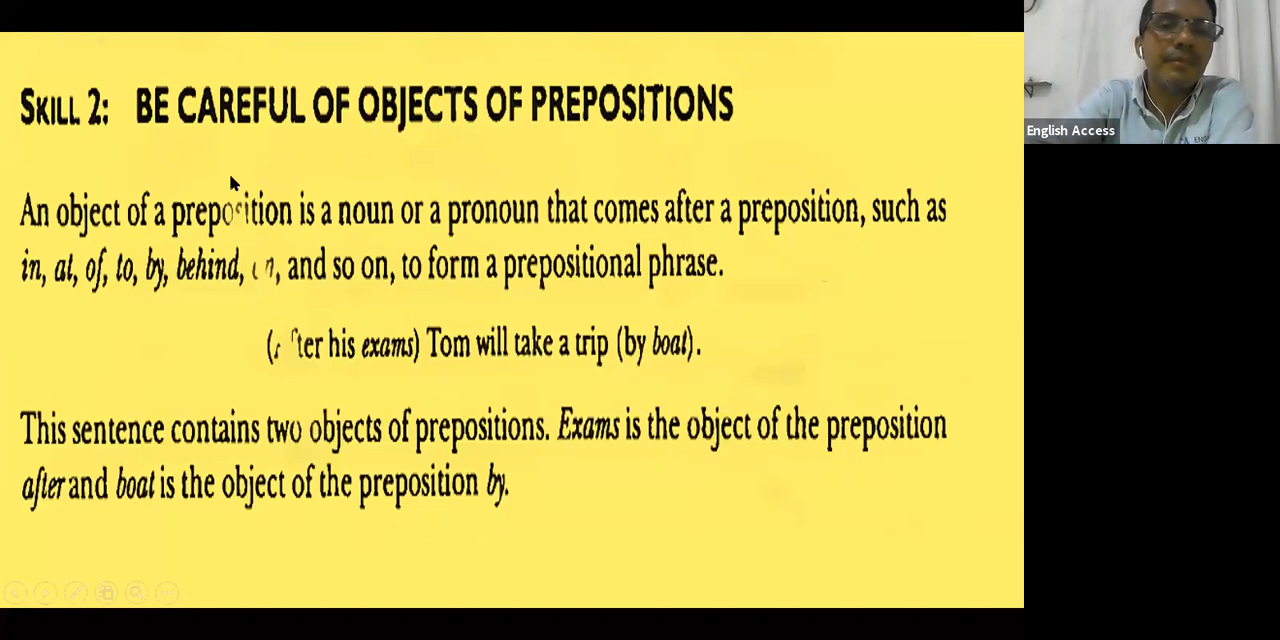 SKILL 2: BE CAREFUL OF OBJECTS OF PREPOSITIONS
An object of a preposition is a noun or a pronoun that comes after a preposition, such as
in, at, of, to, by, behind, and so on, to form a prepositional phrase.
(after his exams) Tom will take a trip (by boat).
This sentence contains two objects of prepositions. Exams is the object of the preposition
after and boat is the object of the preposition by.
English Access